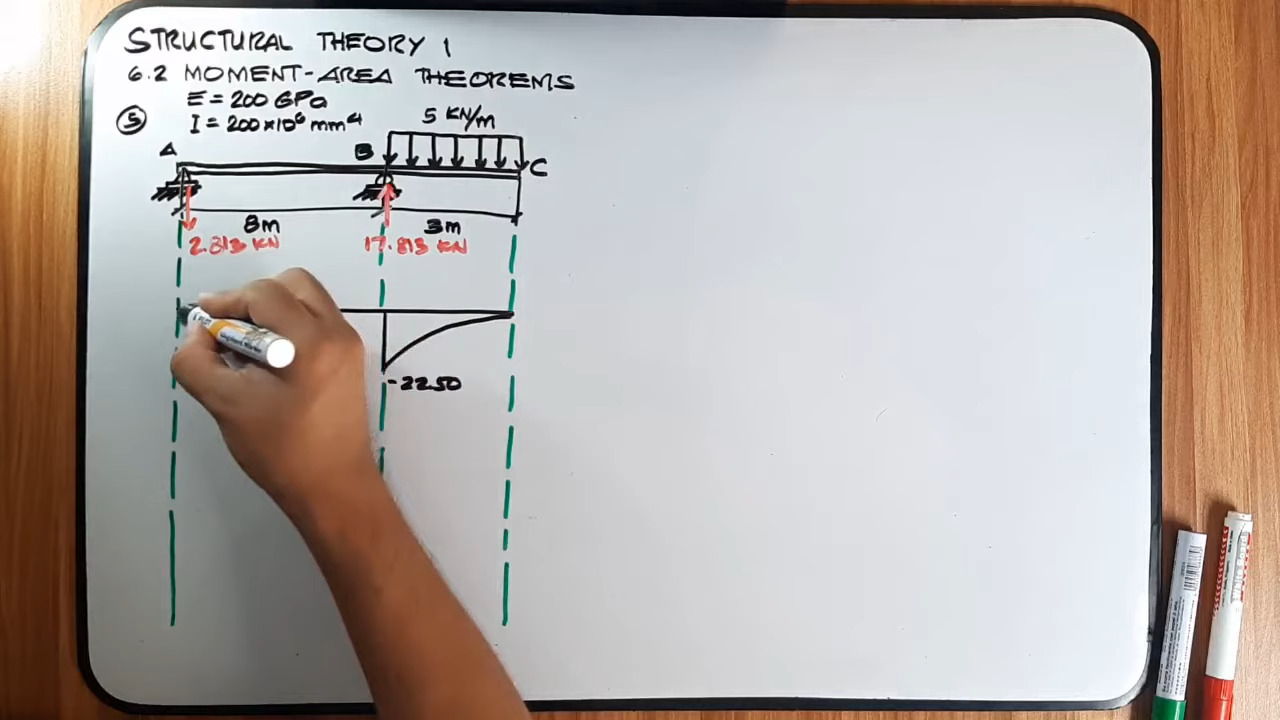 STRUCTURAL THEORY 1
6.2 MOMENT-AREA THEOREMS
E = 200 GPa
5
I = 200×10⁶ mm⁴
5 KN/m
A
B
C
8m
3m
2.813 KN
17.813 KN
-22.50